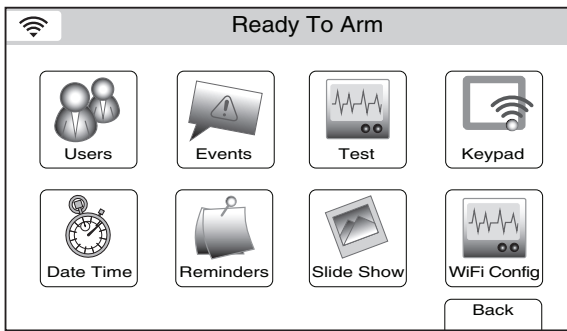 Ready To Arm
Users
Events
Test
Keypad
Date Time
Reminders
Slide Show
WiFi Config
Back